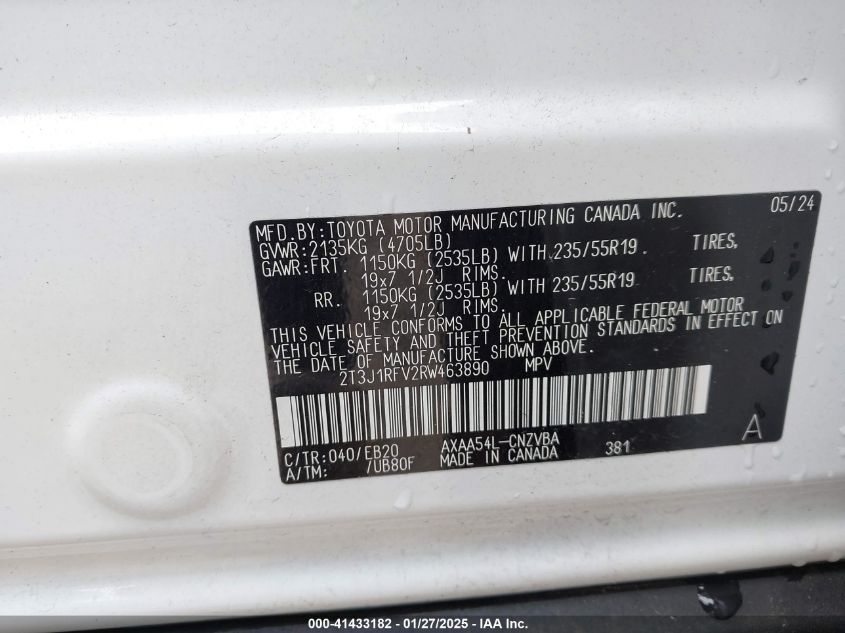 MFD.BY:TOYOTA MOTOR MANUFACTURING CANADA INC. 05/24
GVWR:2135KG (4705LB)
GAWR:FRT. 1150KG (2535LB) WITH 235/55R19 TIRES,
19x7 1/2J RIMS.
RR. 1150KG (2535LB) WITH 235/55R19 TIRES,
19x7 1/2J RIMS.
THIS VEHICLE CONFORMS TO ALL APPLICABLE FEDERAL MOTOR
VEHICLE SAFETY AND THEFT PREVENTION STANDARDS IN EFFECT ON
THE DATE OF MANUFACTURE SHOWN ABOVE.
2T3J1RFV2RW463890 MPV
C/TR:040/EB20 AXAA54L-CNZVBA 381 A
A/TM: 7UB80F MADE IN CANADA
000-41433182 - 01/27/2025 - IAA Inc.